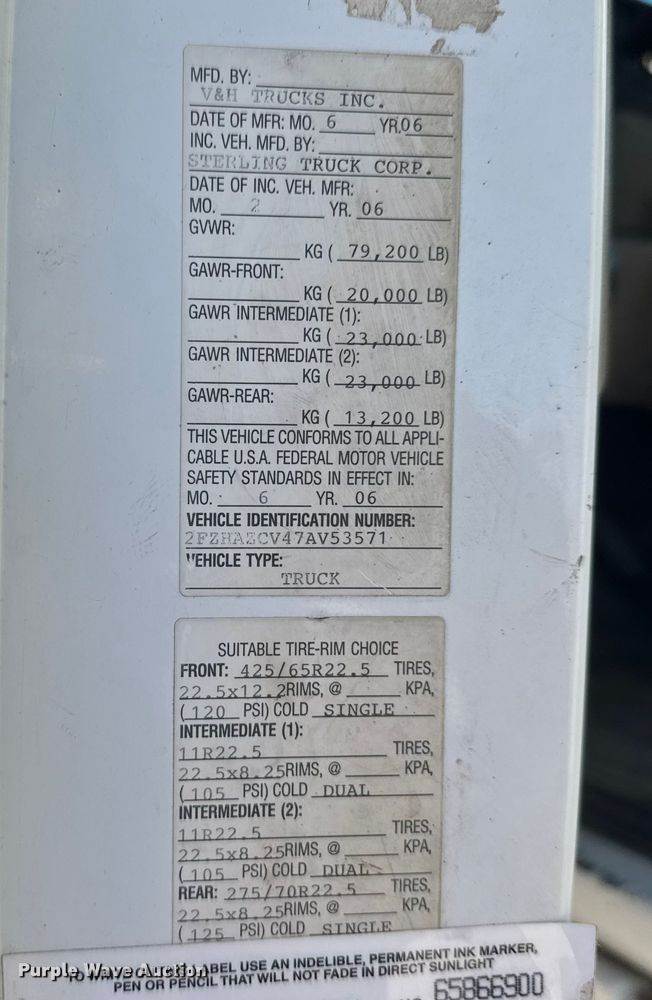 MFD. BY:
V&H TRUCKS INC.
DATE OF MFR: MO. 6 YR. 06
INC. VEH. MFD. BY:
STERLING TRUCK CORP.
DATE OF INC. VEH. MFR:
MO. 2 YR. 06
GVWR:
KG ( 79,200 LB)
GAWR-FRONT:
KG ( 20,000 LB)
GAWR INTERMEDIATE (1):
KG ( 23,000 LB)
GAWR INTERMEDIATE (2):
KG ( 23,000 LB)
GAWR-REAR:
KG ( 13,200 LB)
THIS VEHICLE CONFORMS TO ALL APPLI-
CABLE U.S.A. FEDERAL MOTOR VEHICLE
SAFETY STANDARDS IN EFFECT IN:
MO. 6 YR. 06
VEHICLE IDENTIFICATION NUMBER:
2FZHAZCV47AV53571
VEHICLE TYPE:
TRUCK
SUITABLE TIRE-RIM CHOICE
FRONT: 425/65R22.5 TIRES,
22.5x12.2RIMS, @ KPA,
( 120 PSI) COLD SINGLE
INTERMEDIATE (1):
11R22.5 TIRES,
22.5x8.25RIMS, @ KPA,
( 105 PSI) COLD DUAL
INTERMEDIATE (2):
11R22.5 TIRES,
22.5x8.25RIMS, @ KPA,
(105 PSI) COLD DUAL
REAR: 275/70R22.5 TIRES,
22.5x8.25RIMS, @ KPA,
(125 PSI) COLD SINGLE
TO ABEL USE AN INDELIBLE, PERMANENT INK MARKER,
PEN OR PENCIL THAT WILL NOT FADE IN DIRECT SUNLIGHT
65866900
Purple Wave Auction